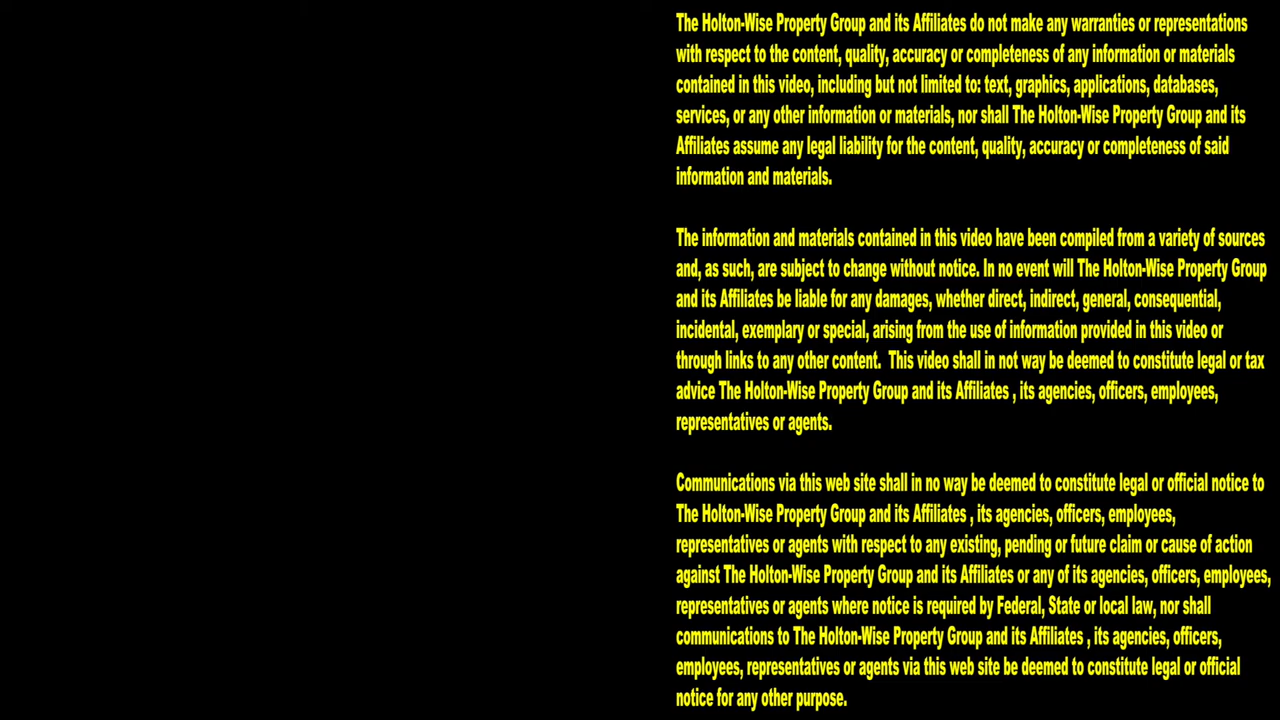 The Holton-Wise Property Group and its Affiliates do not make any warranties or representations
with respect to the content, quality, accuracy or completeness of any information or materials
contained in this video, including but not limited to: text, graphics, applications, databases,
services, or any other information or materials, nor shall The Holton-Wise Property Group and its
Affiliates assume any legal liability for the content, quality, accuracy or completeness of said
information and materials.
The information and materials contained in this video have been compiled from a variety of sources
and, as such, are subject to change without notice. In no event will The Holton-Wise Property Group
and its Affiliates be liable for any damages, whether direct, indirect, general, consequential,
incidental, exemplary or special, arising from the use of information provided in this video or
through links to any other content.  This video shall in not way be deemed to constitute legal or tax
advice The Holton-Wise Property Group and its Affiliates , its agencies, officers, employees,
representatives or agents.
Communications via this web site shall in no way be deemed to constitute legal or official notice to
The Holton-Wise Property Group and its Affiliates , its agencies, officers, employees,
representatives or agents with respect to any existing, pending or future claim or cause of action
against The Holton-Wise Property Group and its Affiliates or any of its agencies, officers, employees,
representatives or agents where notice is required by Federal, State or local law, nor shall
communications to The Holton-Wise Property Group and its Affiliates , its agencies, officers,
employees, representatives or agents via this web site be deemed to constitute legal or official
notice for any other purpose.